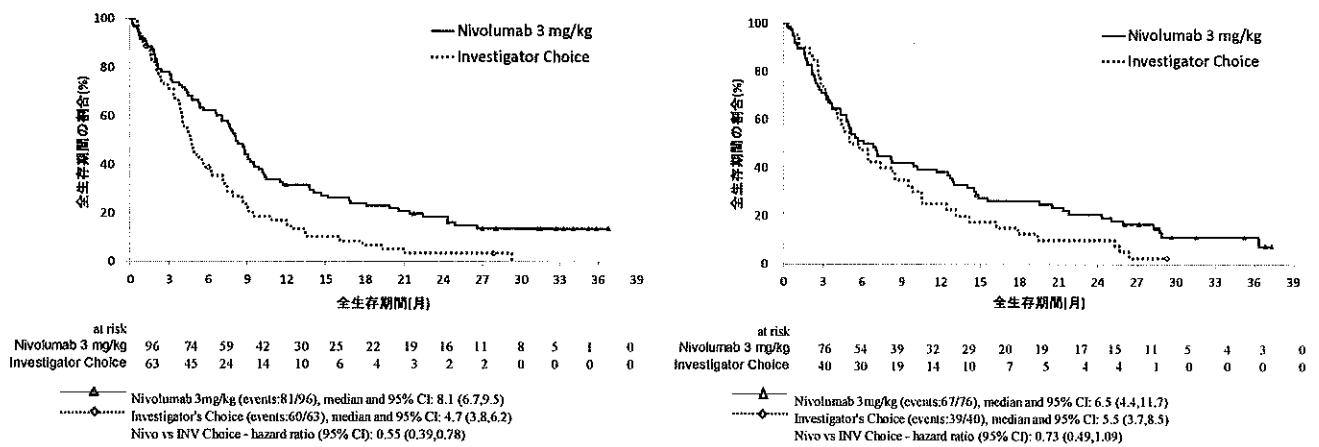 全生存期間の割合(%)
100
80
60
40
20
0
Nivolumab 3 mg/kg
Investigator Choice
0 3 6 9 12 15 18 21 24 27 30 33 36 39
全生存期間[月]
at risk
Nivolumab 3 mg/kg 96 74 59 42 30 25 22 19 16 11 8 5 1 0
Investigator Choice 63 45 24 14 10 6 4 3 2 2 0 0 0 0
Nivolumab 3mg/kg (events:81/96), median and 95% CI: 8.1 (6.7,9.5)
Investigator's Choice (events:60/63), median and 95% CI: 4.7 (3.8,6.2)
Nivo vs INV Choice - hazard ratio (95% CI): 0.55 (0.39,0.78)
全生存期間の割合(%)
100
80
60
40
20
0
Nivolumab 3 mg/kg
Investigator Choice
0 3 6 9 12 15 18 21 24 27 30 33 36 39
全生存期間[月]
at risk
Nivolumab 3 mg/kg 76 54 39 32 29 20 19 17 15 11 5 4 3 0
Investigator Choice 40 30 19 14 10 7 5 4 4 1 0 0 0 0
Nivolumab 3mg/kg (events:67/76), median and 95% CI: 6.5 (4.4,11.7)
Investigator's Choice (events:39/40), median and 95% CI: 5.5 (3.7,8.5)
Nivo vs INV Choice - hazard ratio (95% CI): 0.73 (0.49,1.09)